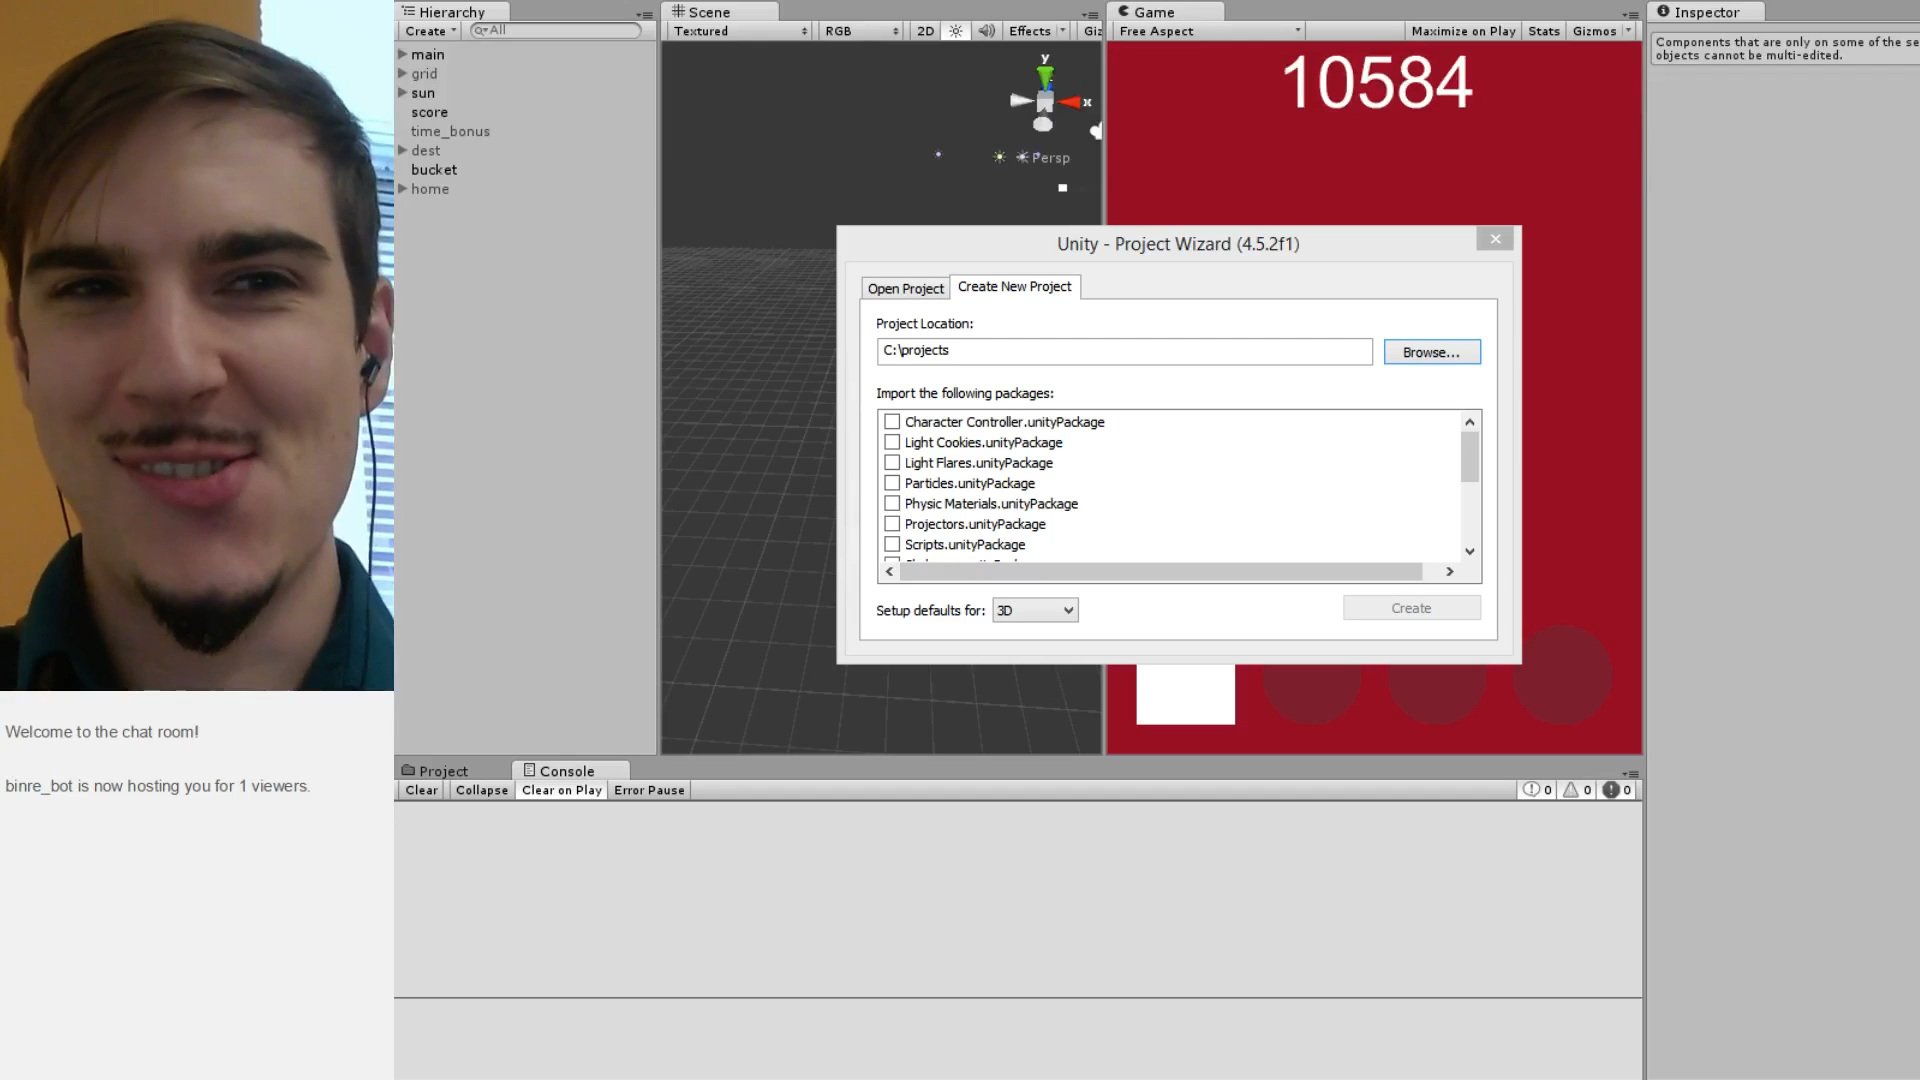 Hierarchy
Create
All
main
grid
sun
score
time_bonus
dest
bucket
home
Scene
Textured
RGB
2D
Effects
Giz
y
x
Persp
Game
Free Aspect
Maximize on Play
Stats
Gizmos
10584
Inspector
Components that are only on some of the se
objects cannot be multi-edited.
Unity - Project Wizard (4.5.2f1)
Open Project
Create New Project
Project Location:
C:\projects
Browse...
Import the following packages:
Character Controller.unityPackage
Light Cookies.unityPackage
Light Flares.unityPackage
Particles.unityPackage
Physic Materials.unityPackage
Projectors.unityPackage
Scripts.unityPackage
Setup defaults for:
3D
Create
Welcome to the chat room!
binre_bot is now hosting you for 1 viewers.
Project
Console
Clear
Collapse
Clear on Play
Error Pause
0
0
0